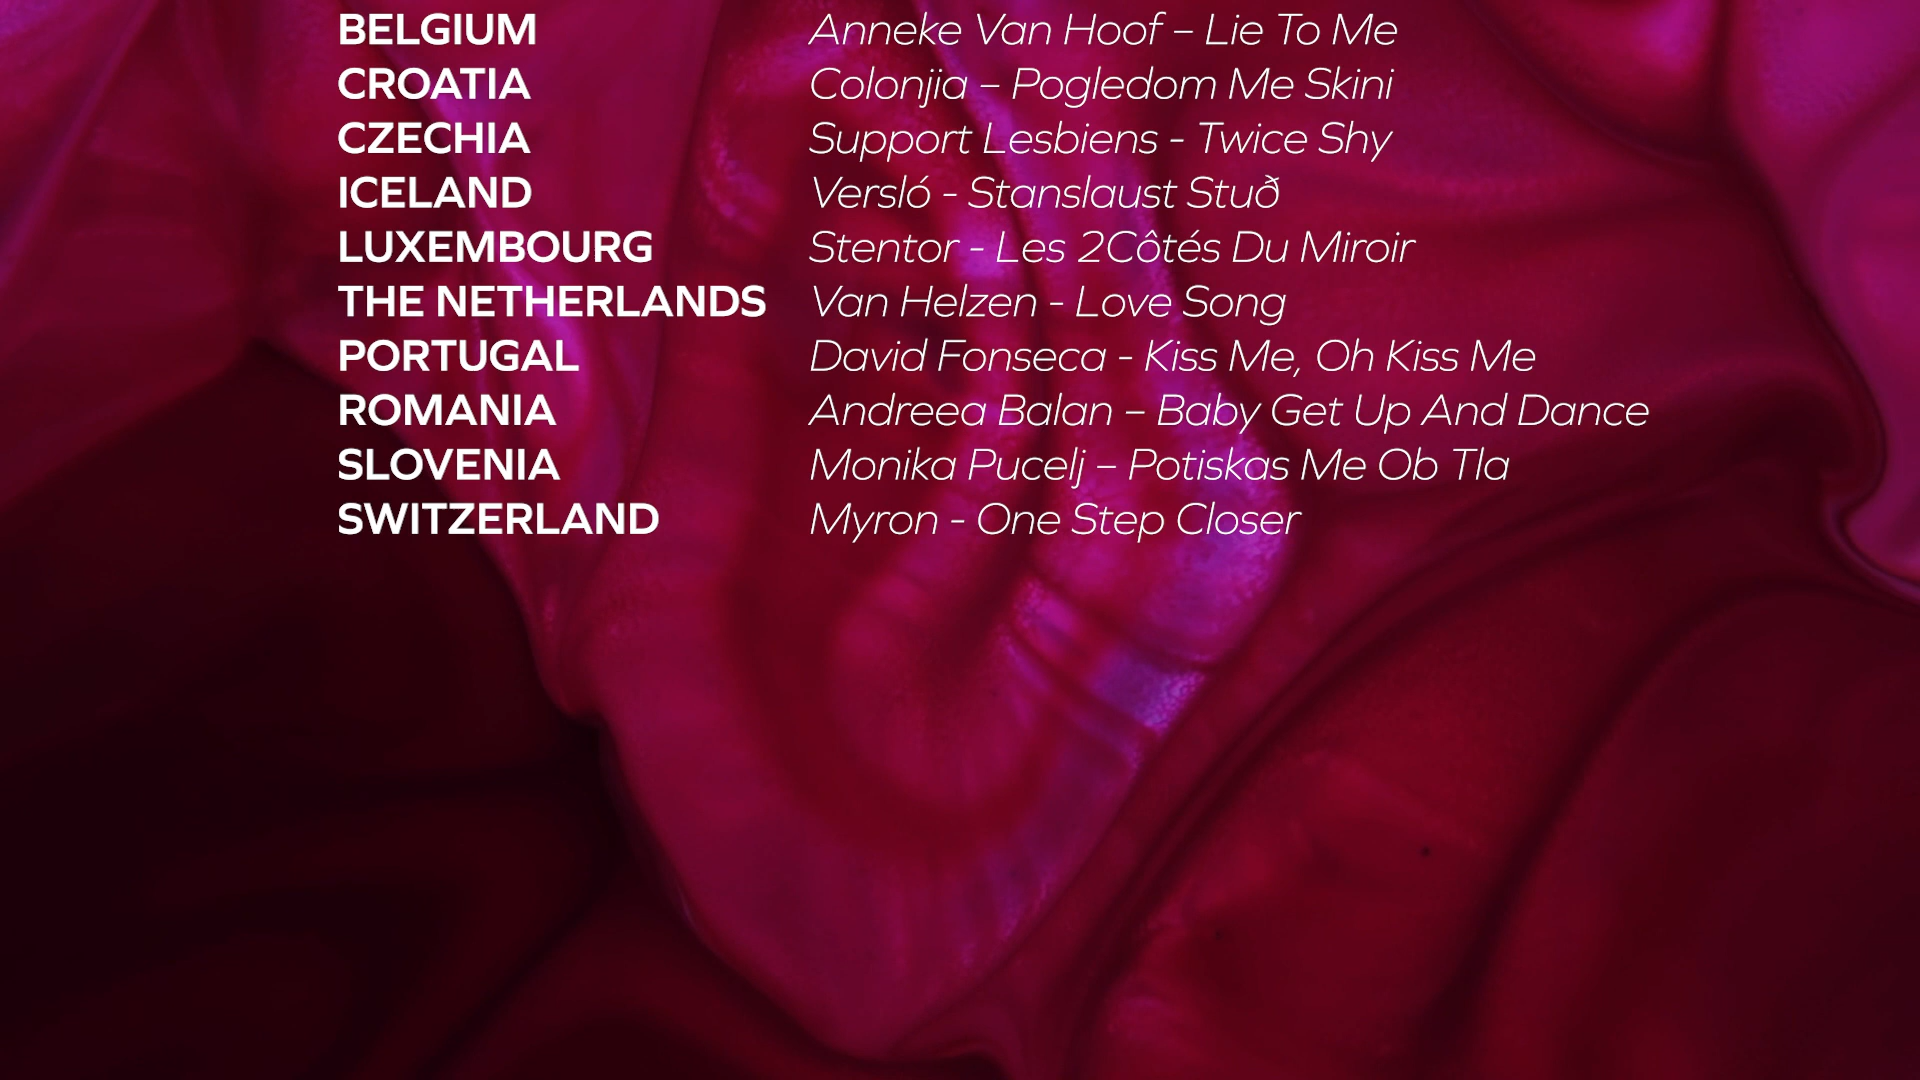 BELGIUM Anneke Van Hoof – Lie To Me
CROATIA Colonjia – Pogledom Me Skini
CZECHIA Support Lesbiens - Twice Shy
ICELAND Versló - Stanslaust Stuð
LUXEMBOURG Stentor - Les 2Côtés Du Miroir
THE NETHERLANDS Van Helzen - Love Song
PORTUGAL David Fonseca - Kiss Me, Oh Kiss Me
ROMANIA Andreea Balan – Baby Get Up And Dance
SLOVENIA Monika Pucelj – Potiskas Me Ob Tla
SWITZERLAND Myron - One Step Closer